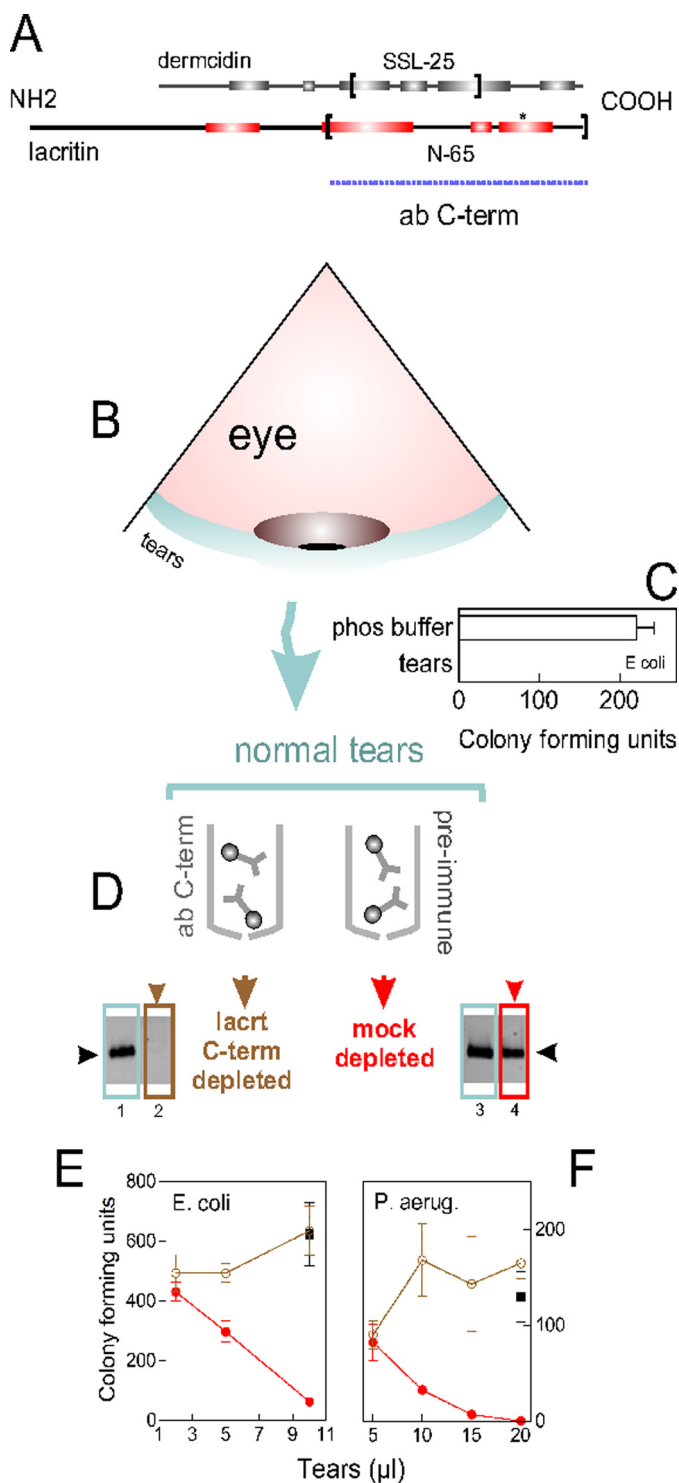 A
dermcidin
SSL-25
[ ]
NH2
COOH
*
[ ]
lacritin
N-65
ab C-term
B
eye
tears
C
phos buffer
tears
E coli
0 100 200
Colony forming units
normal tears
D
ab C-term
pre-immune
lacrt
C-term
depleted
mock
depleted
1 2
3 4
E
F
E. coli
P. aerug.
Colony forming units
800
600
400
200
0
200
100
0
1 3 5 7 9 11
5 10 15 20
Tears (µl)